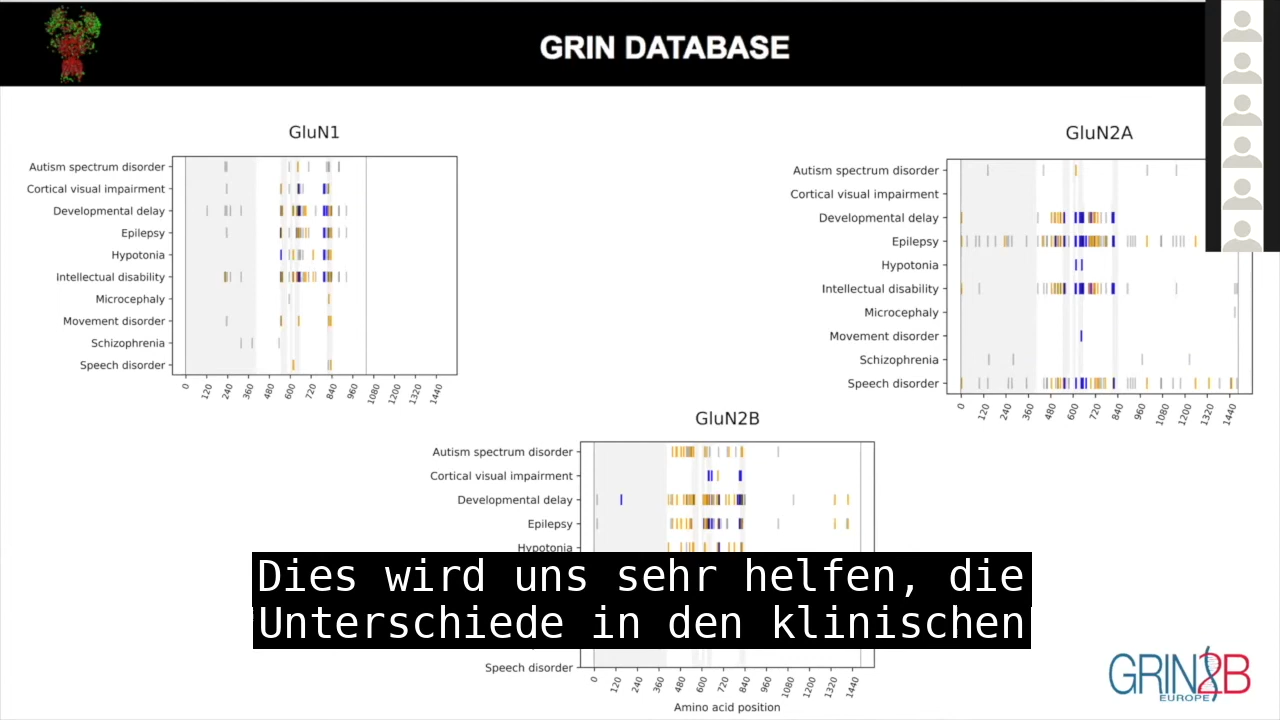 GRIN DATABASE
GluN1
Autism spectrum disorder
Cortical visual impairment
Developmental delay
Epilepsy
Hypotonia
Intellectual disability
Microcephaly
Movement disorder
Schizophrenia
Speech disorder
0 120 240 360 480 600 720 840 960 1080 1200 1320 1440
GluN2A
Autism spectrum disorder
Cortical visual impairment
Developmental delay
Epilepsy
Hypotonia
Intellectual disability
Microcephaly
Movement disorder
Schizophrenia
Speech disorder
0 120 240 360 480 600 720 840 960 1080 1200 1320 1440
GluN2B
Autism spectrum disorder
Cortical visual impairment
Developmental delay
Epilepsy
Hypotonia
Dies wird uns sehr helfen, die
Unterschiede in den klinischen
Speech disorder
0 120 240 360 480 600 720 840 960 1080 1200 1320 1440
Amino acid position
GRIN2B
EUROPE